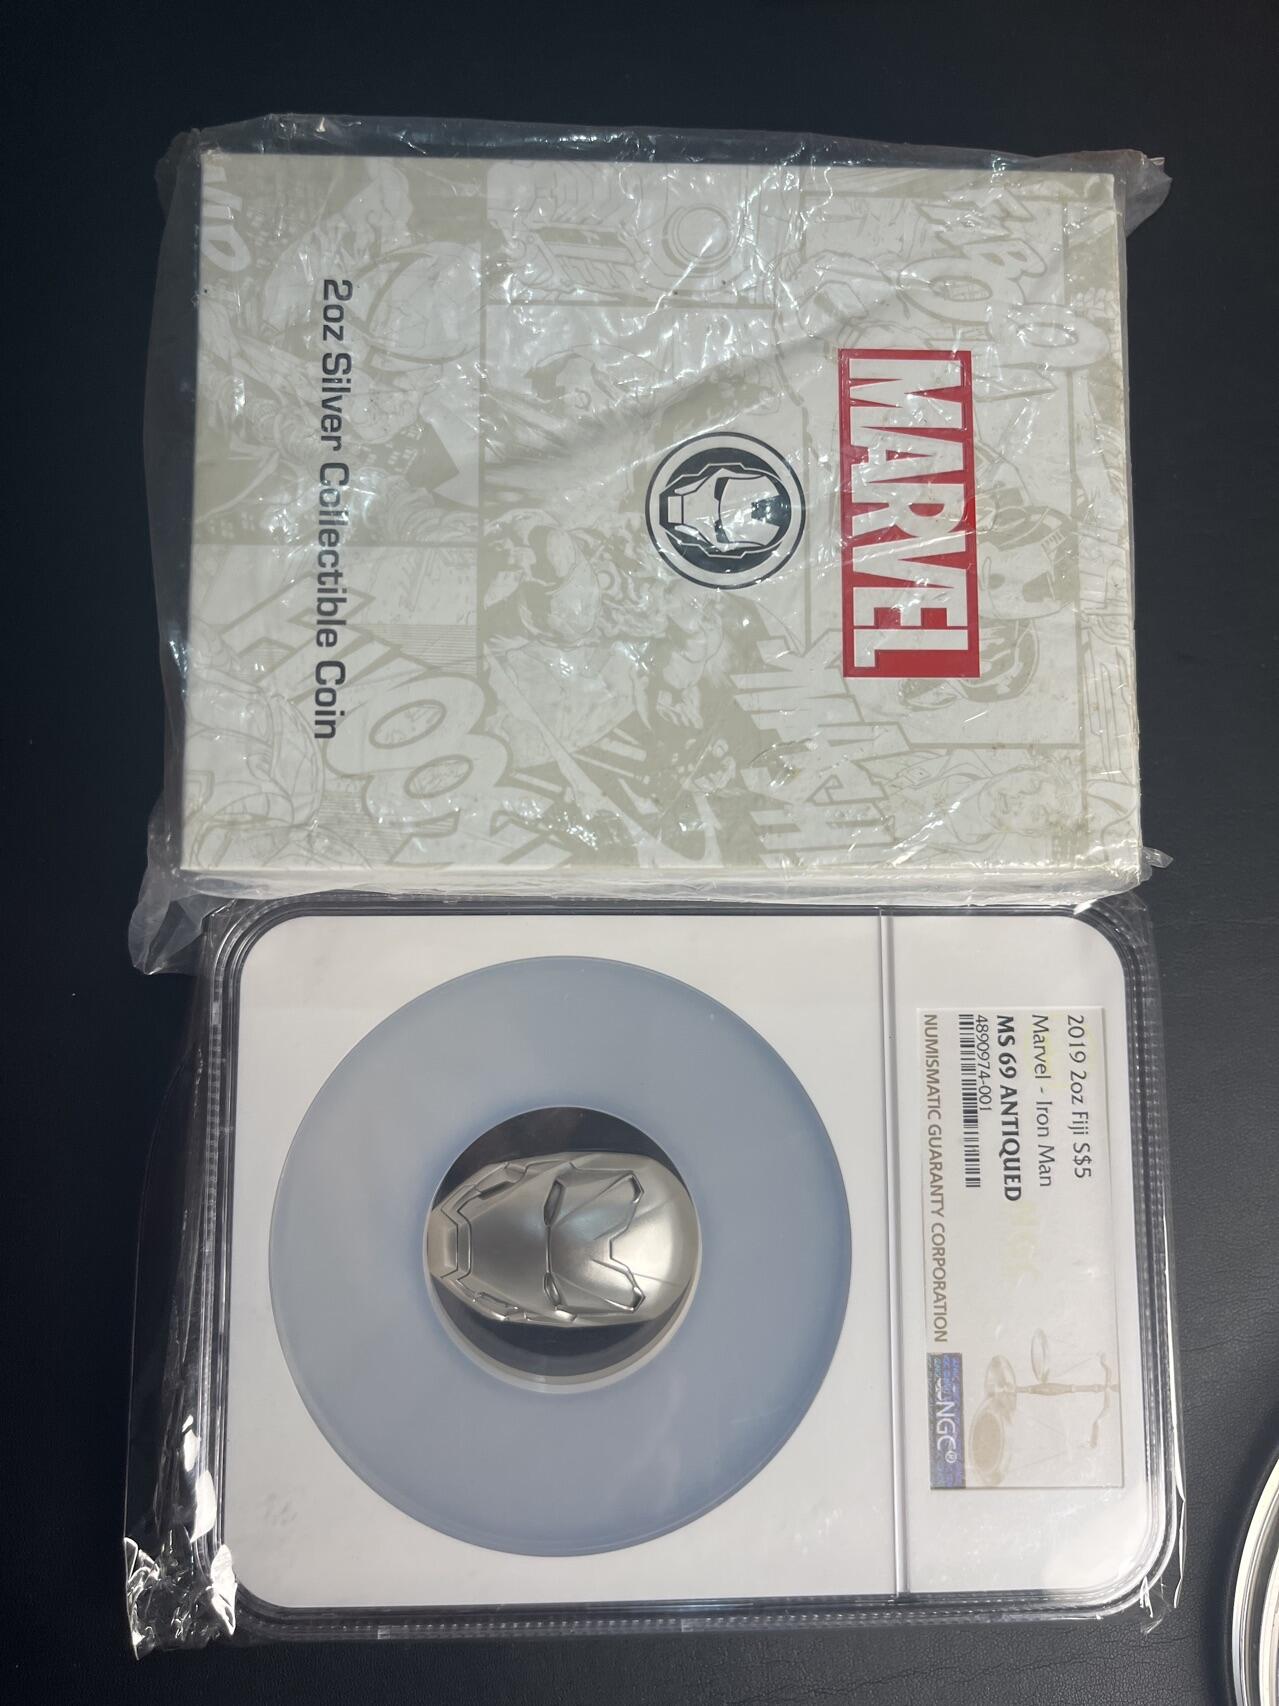 MARVEL
2oz Silver Collectible Coin
2019 2oz Fiji S$5
Marvel - Iron Man
MS 69 ANTIQUED
4890974-001
NUMISMATIC GUARANTY CORPORATION
NGC
NGC®